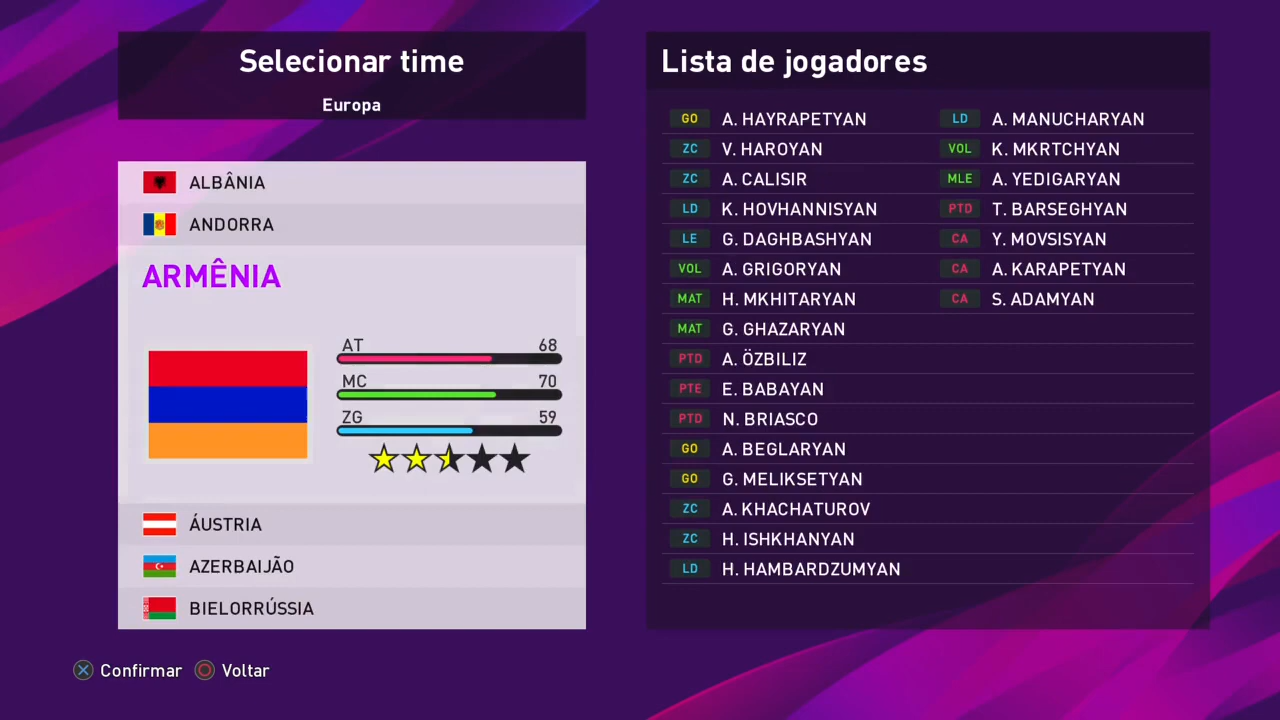 Selecionar time
Europa
ALBÂNIA
ANDORRA
ARMÊNIA
AT 68
MC 70
ZG 59
ÁUSTRIA
AZERBAIJÃO
BIELORRÚSSIA
Lista de jogadores
GO A. HAYRAPETYAN
ZC V. HAROYAN
ZC A. CALISIR
LD K. HOVHANNISYAN
LE G. DAGHBASHYAN
VOL A. GRIGORYAN
MAT H. MKHITARYAN
MAT G. GHAZARYAN
PTD A. ÖZBILIZ
PTE E. BABAYAN
PTD N. BRIASCO
GO A. BEGLARYAN
GO G. MELIKSETYAN
ZC A. KHACHATUROV
ZC H. ISHKHANYAN
LD H. HAMBARDZUMYAN
LD A. MANUCHARYAN
VOL K. MKRTCHYAN
MLE A. YEDIGARYAN
PTD T. BARSEGHYAN
CA Y. MOVSISYAN
CA A. KARAPETYAN
CA S. ADAMYAN
Confirmar Voltar